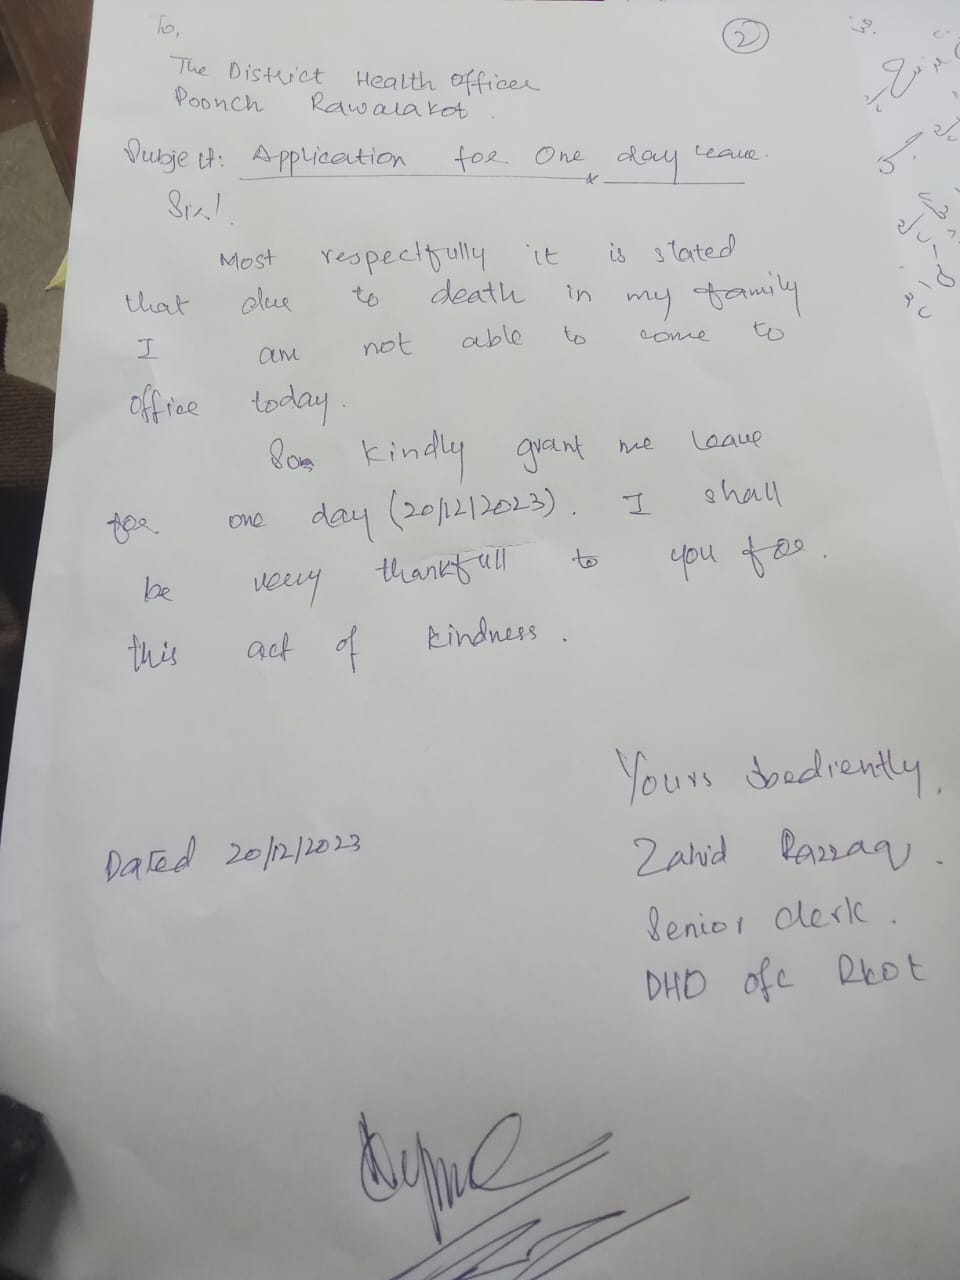 To,
2
The District Health officer
Poonch Rawalakot.
Subject: Application for One day leave.
Sir!
Most respectfully it is stated
that due to death in my family
I am not able to come to
office today.
So kindly grant me leave
for one day (20/12/2023). I shall
be very thankfull to you for.
this act of kindness.
Yours obediently,
Dated 20/12/2023
Zahid Razzaq.
Senior clerk.
DHO ofc Rkot